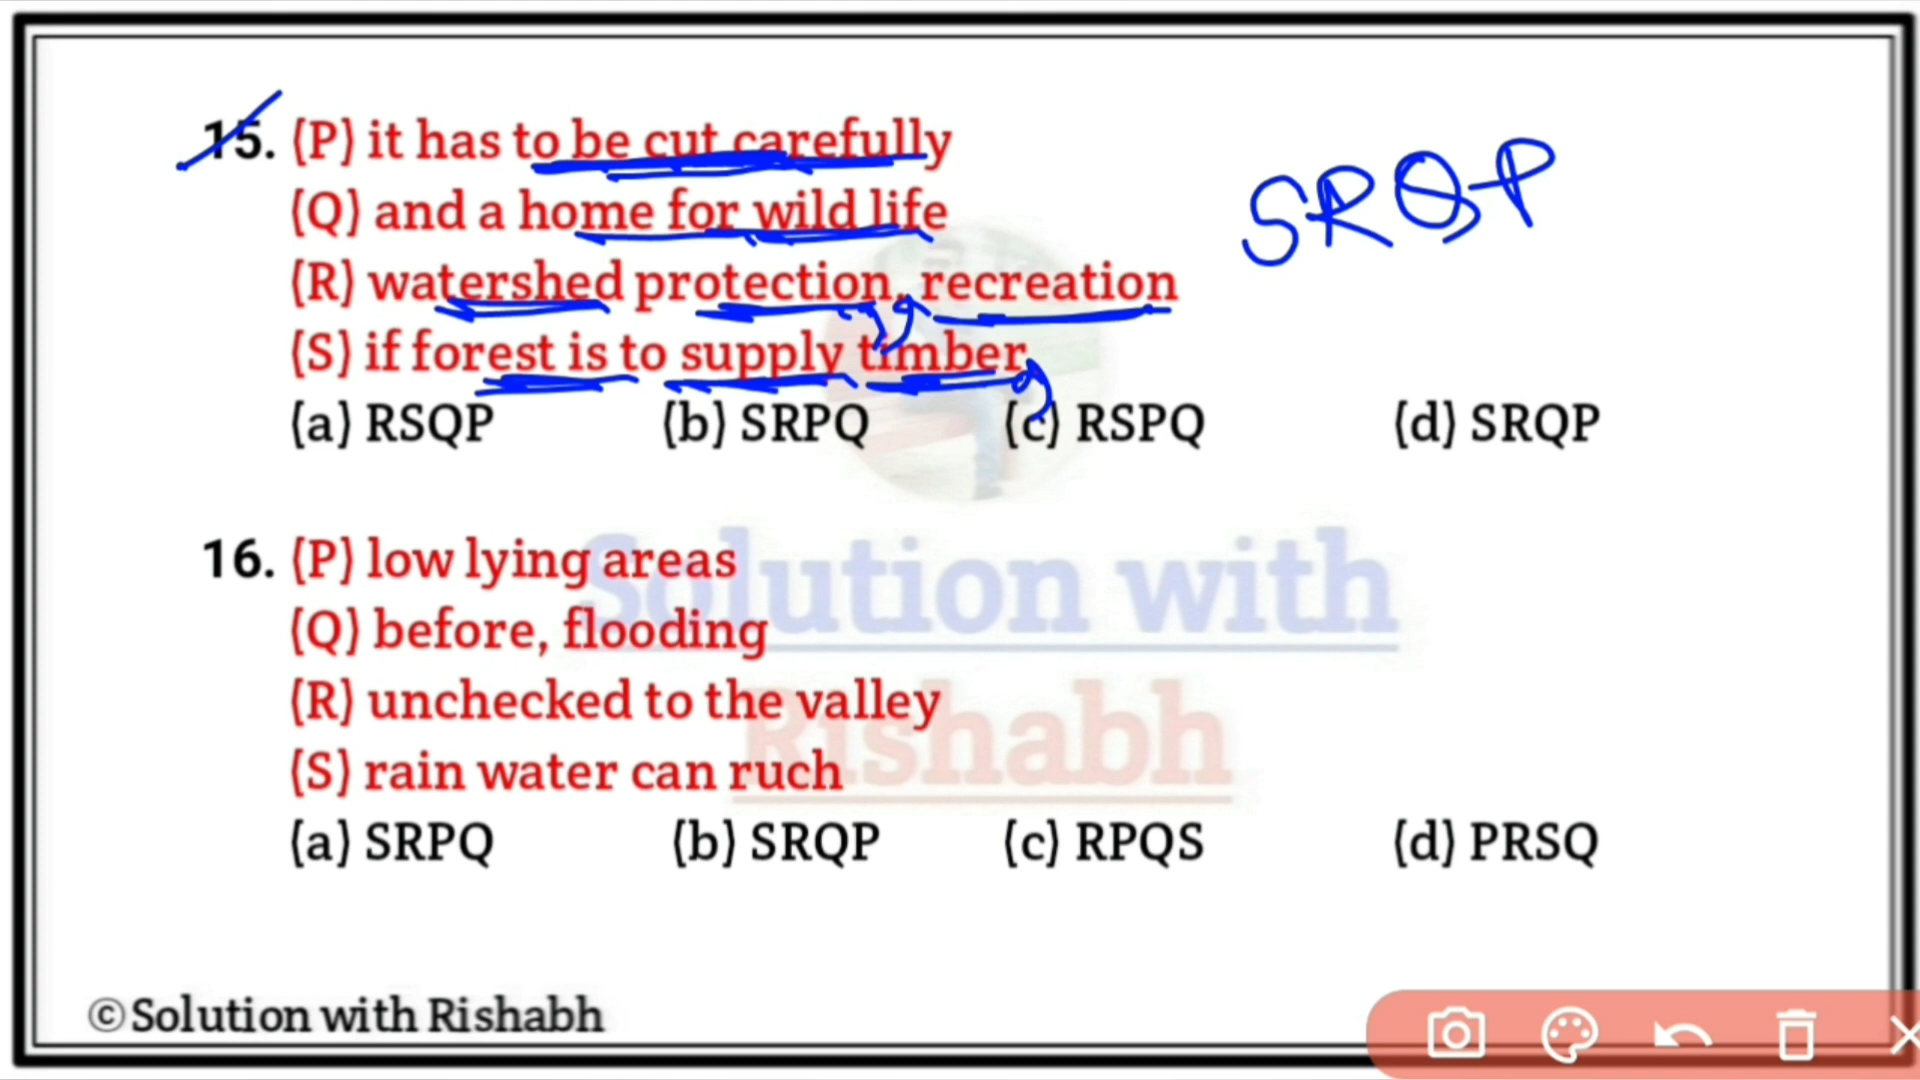 15. (P) it has to be cut carefully
(Q) and a home for wild life
(R) watershed protection, recreation
(S) if forest is to supply timber,
(a) RSQP (b) SRPQ (c) RSPQ (d) SRQP
SRQP
16. (P) low lying areas
(Q) before, flooding
(R) unchecked to the valley
(S) rain water can ruch
(a) SRPQ (b) SRQP (c) RPQS (d) PRSQ
Solution with
Rishabh
©Solution with Rishabh